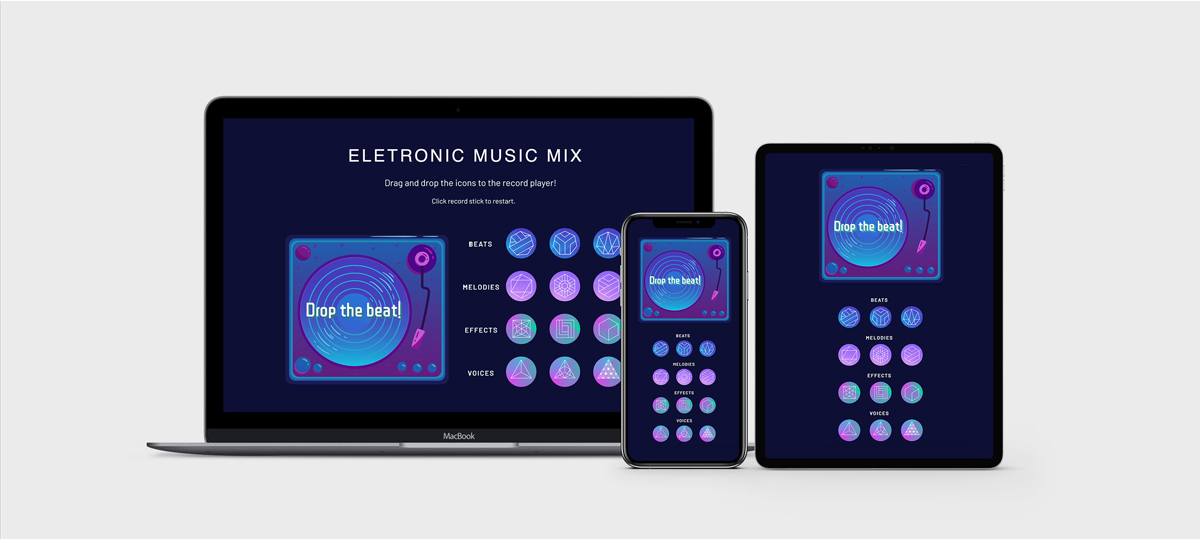 ELETRONIC MUSIC MIX
Drag and drop the icons to the record player!
Click record stick to restart.
Drop the beat!
BEATS
MELODIES
EFFECTS
VOICES
MacBook
Drop the beat!
BEATS
MELODIES
EFFECTS
VOICES
Drop the beat!
BEATS
MELODIES
EFFECTS
VOICES